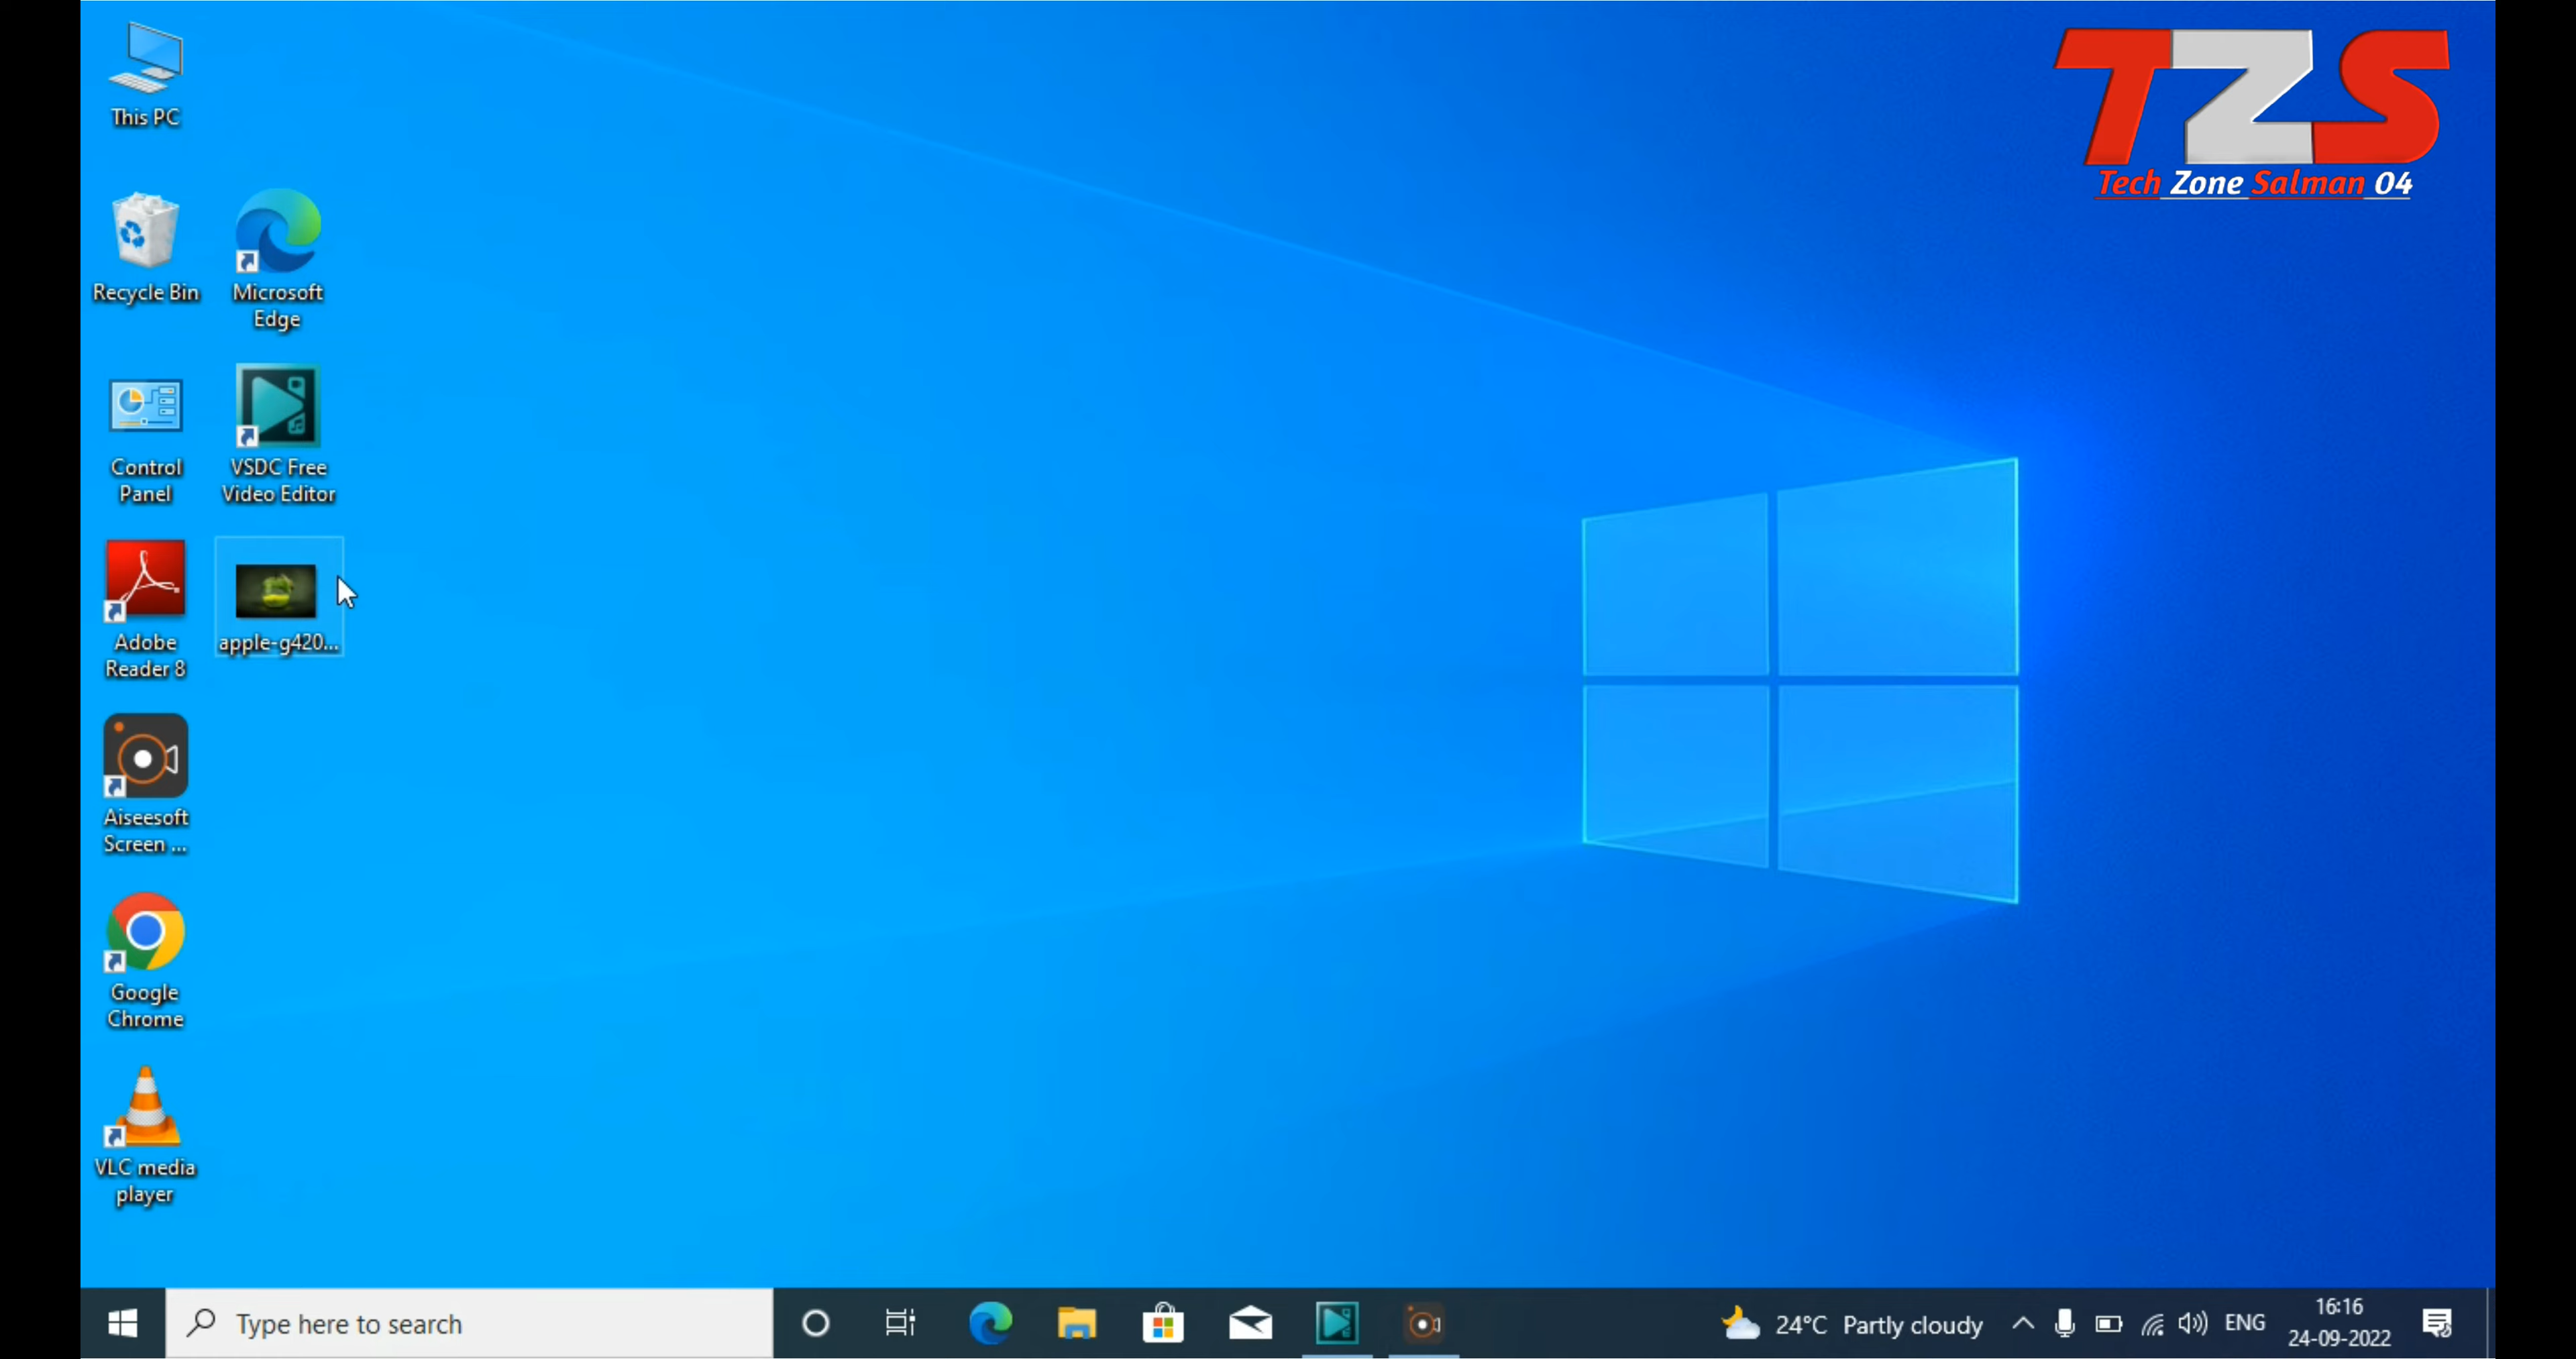 TZS
Tech Zone Salman 04
This PC
Recycle Bin
Microsoft
Edge
Control
Panel
VSDC Free
Video Editor
Adobe
Reader 8
apple-g420...
Aiseesoft
Screen ...
Google
Chrome
VLC media
player
Type here to search
24°C Partly cloudy
ENG
16:16
24-09-2022